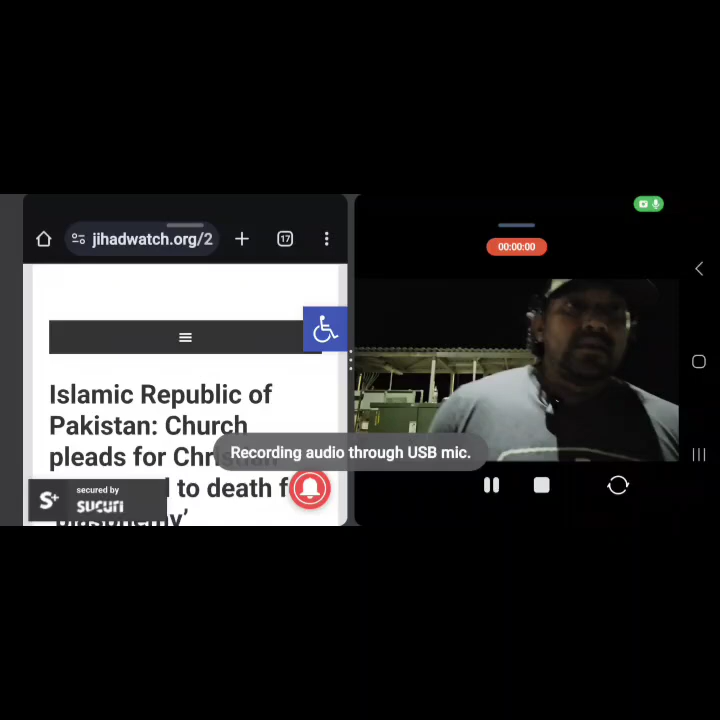 jihadwatch.org/2
17
00:00:00
Islamic Republic of
Pakistan: Church
pleads for Christian
to death f
Recording audio through USB mic.
S+
secured by
SUCURI